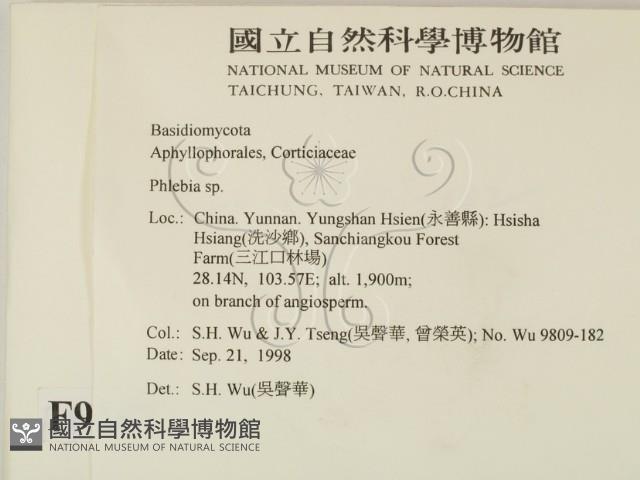 國立自然科學博物館
NATIONAL MUSEUM OF NATURAL SCIENCE
TAICHUNG, TAIWAN, R.O.CHINA
Basidiomycota
Aphyllophorales, Corticiaceae
Phlebia sp.
Loc.: China. Yunnan. Yungshan Hsien(永善縣): Hsisha
Hsiang(洗沙鄉), Sanchiangkou Forest
Farm(三江口林場)
28.14N, 103.57E; alt. 1,900m;
on branch of angiosperm.
Col.: S.H. Wu & J.Y. Tseng(吳聲華, 曾榮英); No. Wu 9809-182
Date: Sep. 21, 1998
Det.: S.H. Wu(吳聲華)
F9
國立自然科學博物館
NATIONAL MUSEUM OF NATURAL SCIENCE